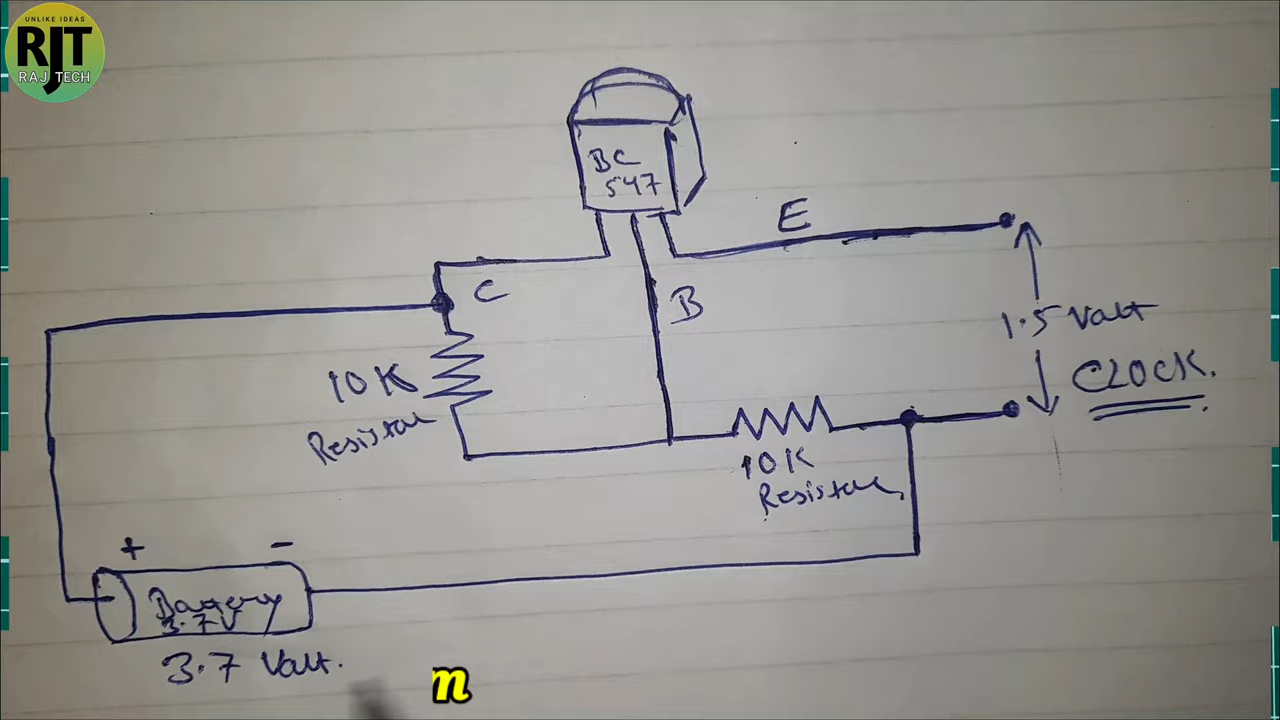 UNLIKE IDEAS
RJT
RAJ TECH
BC
547
E
C
B
1.5 Volt
CLOCK.
10K
Resistor
10K
Resistor
+ -
Battery
3.7V
3.7 Volt.
n